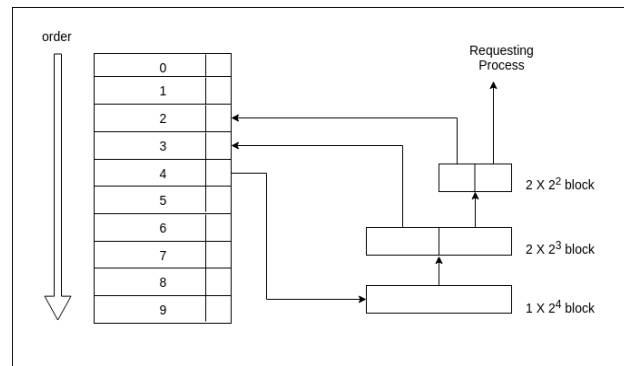 order
0
1
2
3
4
5
6
7
8
9
Requesting
Process
2 X 2² block
2 X 2³ block
1 X 2⁴ block